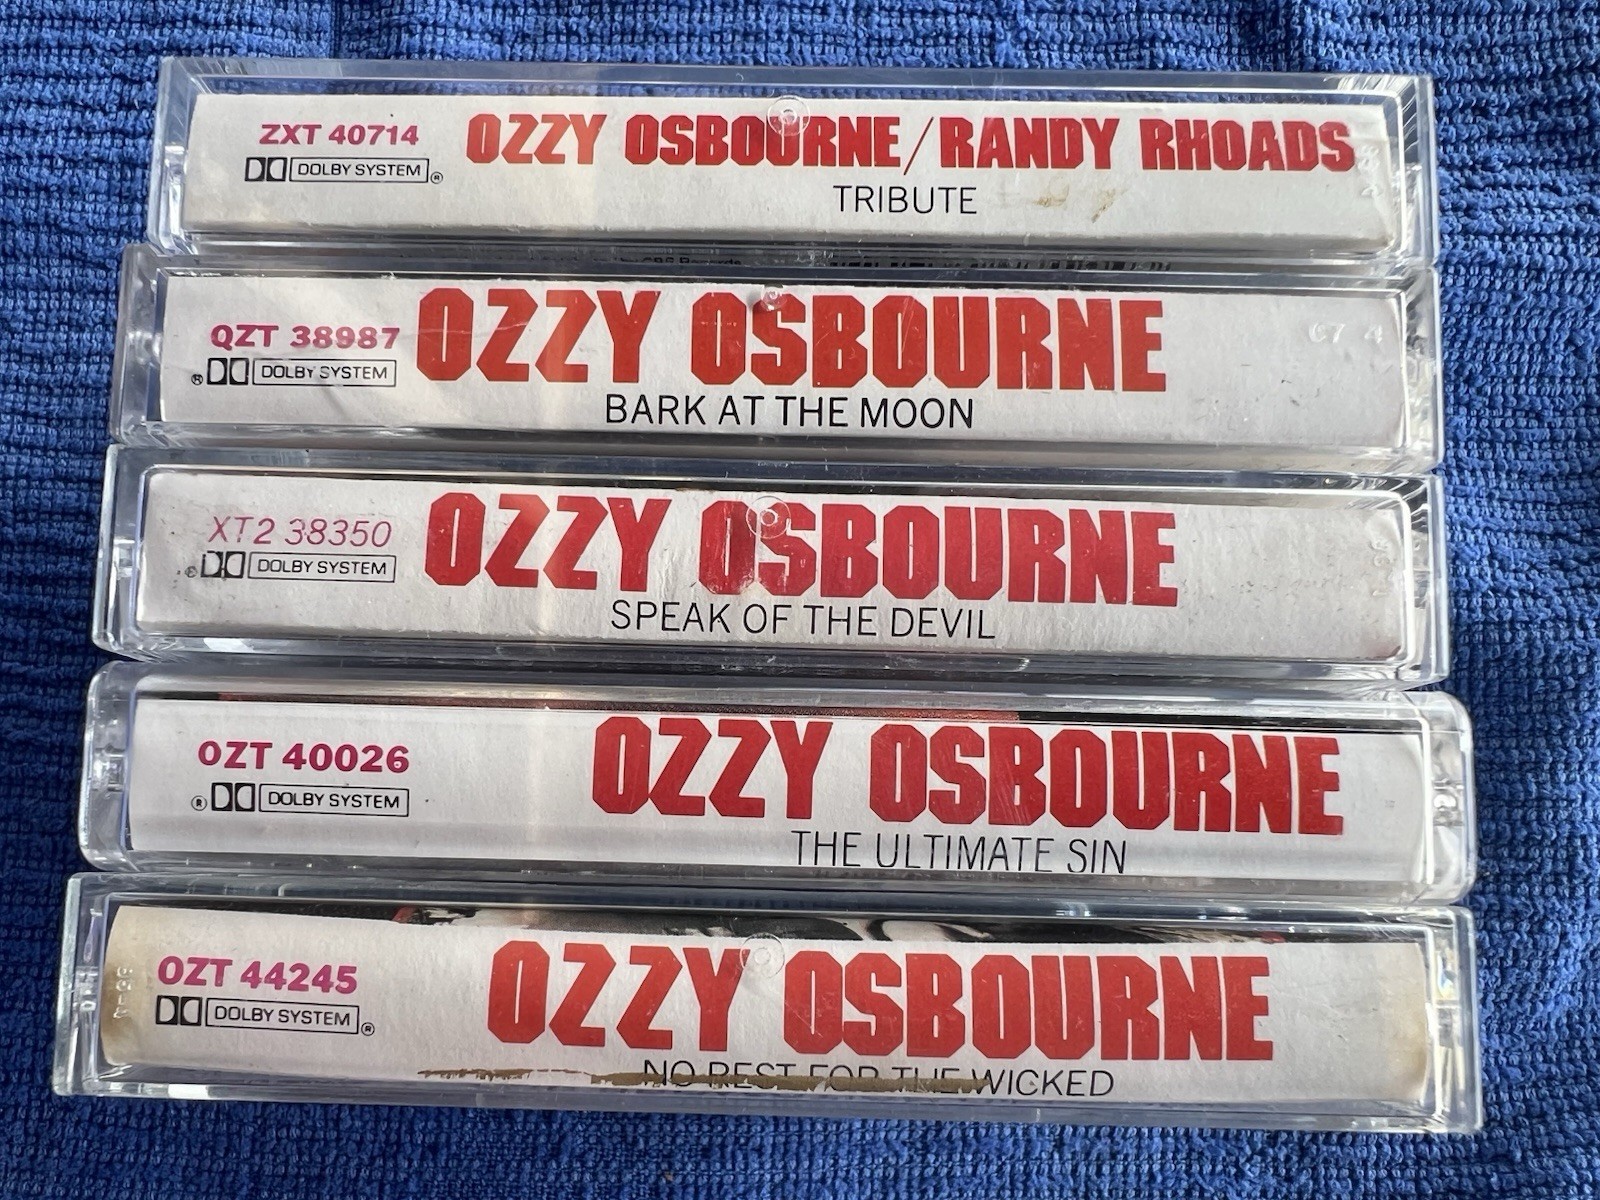 ZXT 40714
DOLBY SYSTEM®
OZZY OSBOURNE/RANDY RHOADS
TRIBUTE
CBS Records
QZT 38987
® DOLBY SYSTEM
OZZY OSBOURNE
BARK AT THE MOON
XT2 38350
® DOLBY SYSTEM
OZZY OSBOURNE
SPEAK OF THE DEVIL
OZT 40026
® DOLBY SYSTEM
OZZY OSBOURNE
THE ULTIMATE SIN
OZT 44245
DOLBY SYSTEM®
OZZY OSBOURNE
NO REST FOR THE WICKED